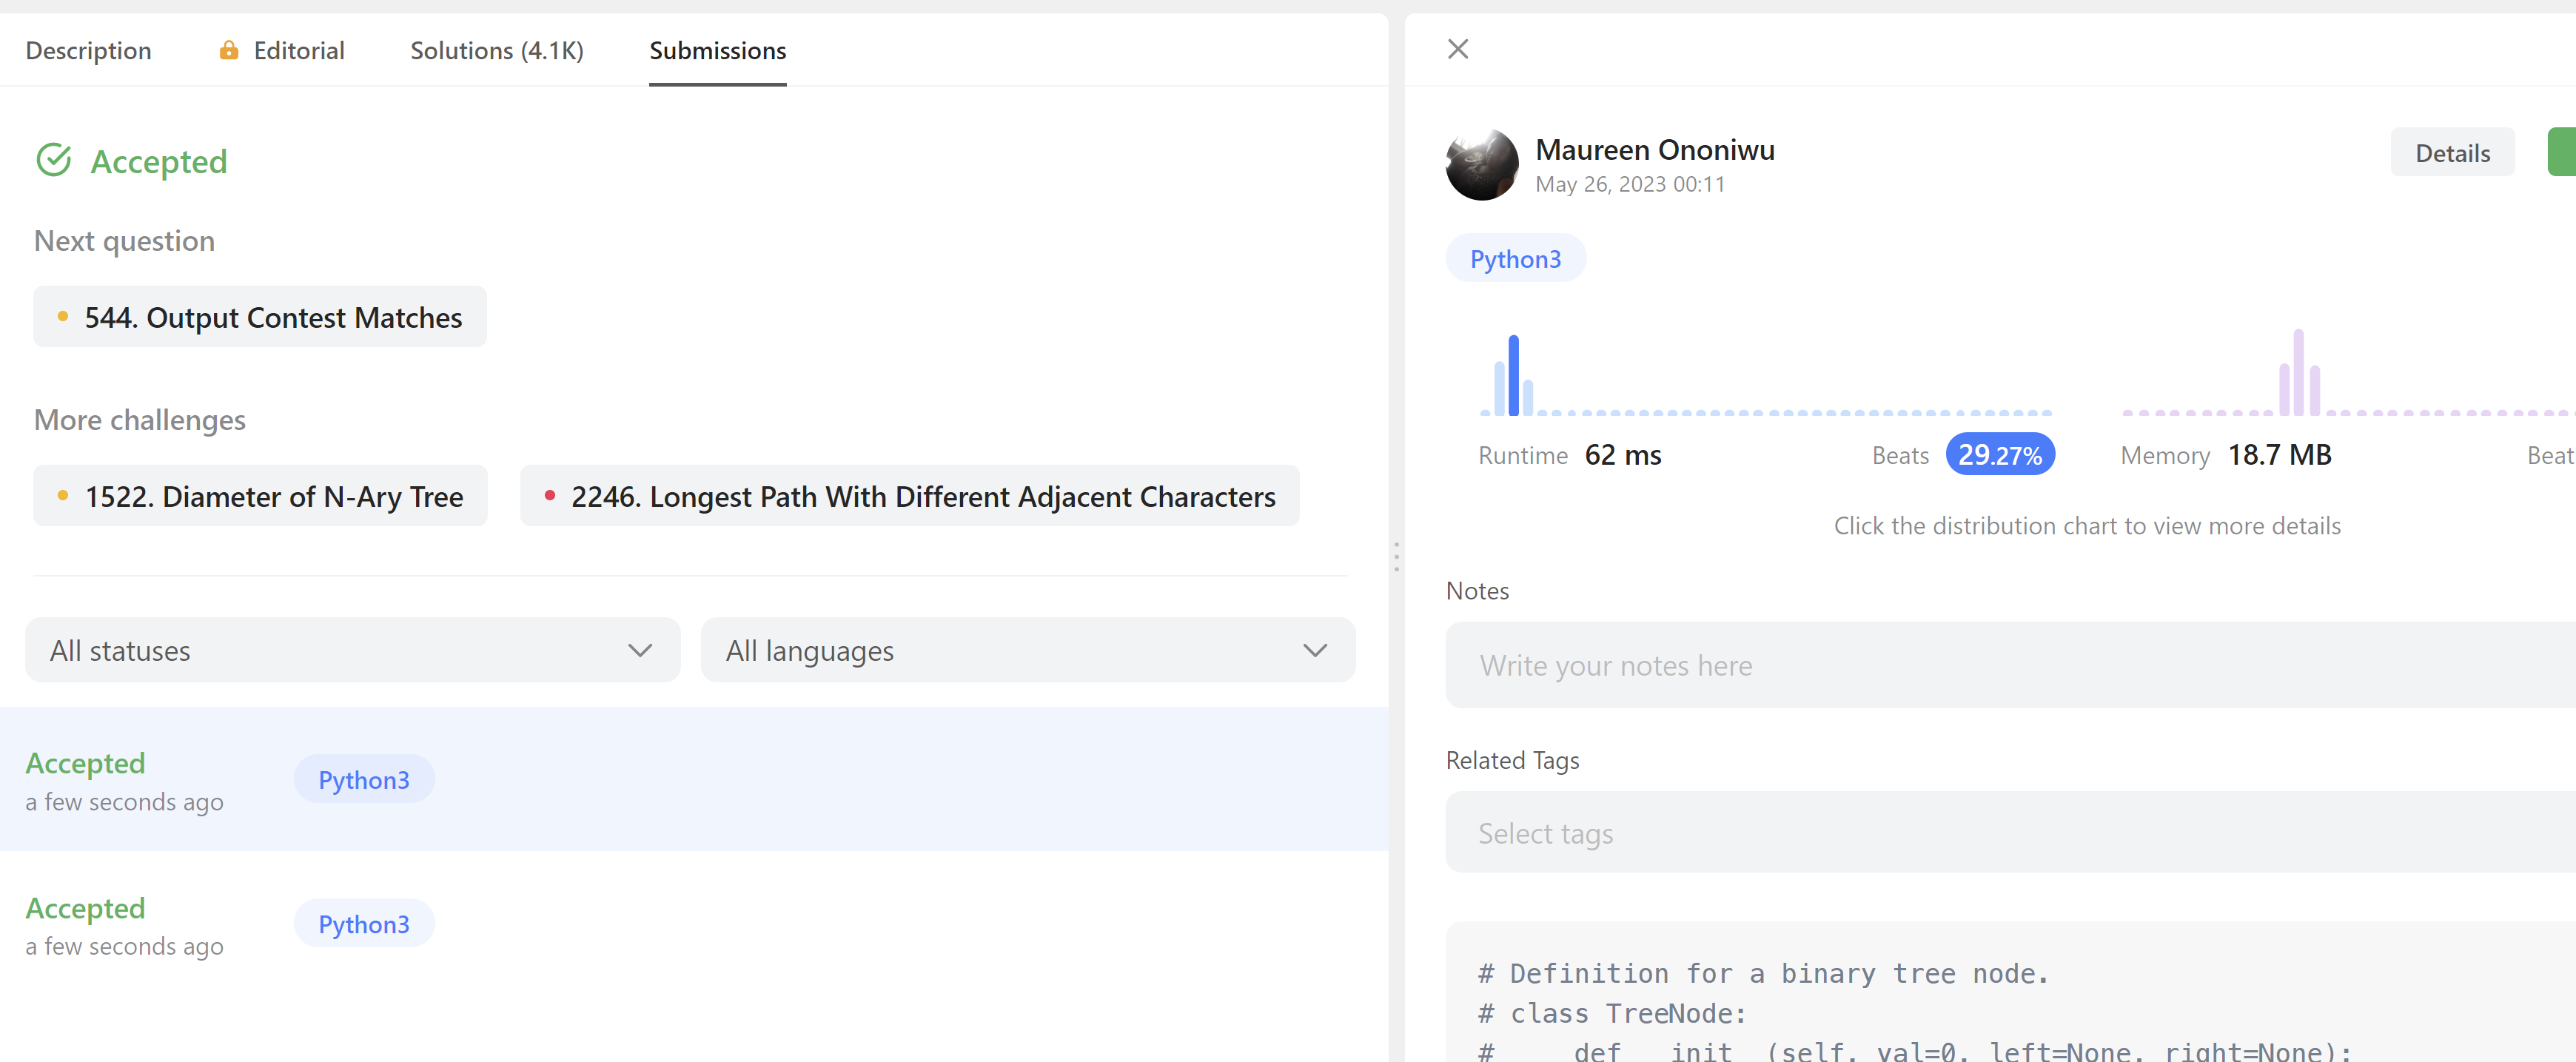 Description
Editorial
Solutions (4.1K)
Submissions
Accepted
Next question
544. Output Contest Matches
More challenges
1522. Diameter of N-Ary Tree
2246. Longest Path With Different Adjacent Characters
All statuses
All languages
Accepted
a few seconds ago
Python3
Accepted
a few seconds ago
Python3
Maureen Ononiwu
May 26, 2023 00:11
Details
Python3
Runtime 62 ms
Beats 29.27%
Memory 18.7 MB
Beat
Click the distribution chart to view more details
Notes
Write your notes here
Related Tags
Select tags
# Definition for a binary tree node.
# class TreeNode:
#     def __init__(self, val=0, left=None, right=None):